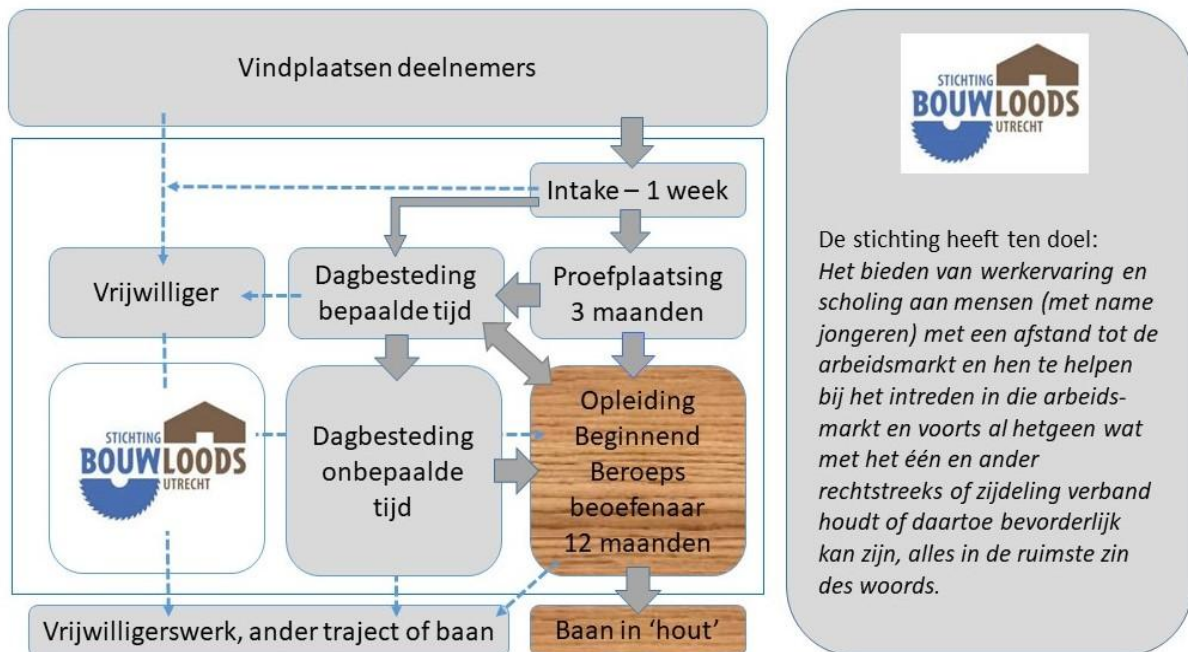 Vindplaatsen deelnemers
Intake – 1 week
Vrijwilliger
Dagbesteding
bepaalde tijd
Proefplaatsing
3 maanden
STICHTING
BOUWLOODS
UTRECHT
Dagbesteding
onbepaalde
tijd
Opleiding
Beginnend
Beroeps
beoefenaar
12 maanden
Vrijwilligerswerk, ander traject of baan
Baan in ‘hout’
STICHTING
BOUWLOODS
UTRECHT
De stichting heeft ten doel:
Het bieden van werkervaring en
scholing aan mensen (met name
jongeren) met een afstand tot de
arbeidsmarkt en hen te helpen
bij het intreden in die arbeids-
markt en voorts al hetgeen wat
met het één en ander
rechtstreeks of zijdeling verband
houdt of daartoe bevorderlijk
kan zijn, alles in de ruimste zin
des woords.